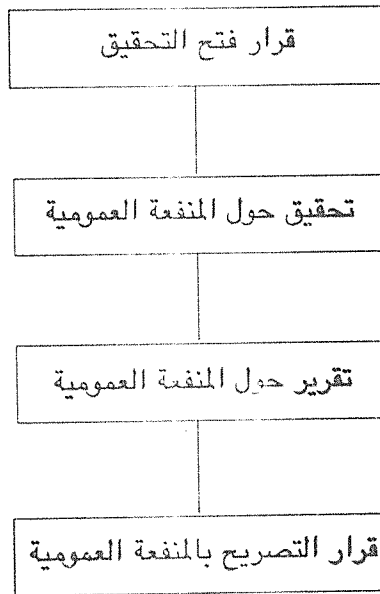 قرار فتح التحقيق
تحقيق حول المنفعة العمومية
تقرير حول المنفعة العمومية
قرار التصريح بالمنفعة العمومية